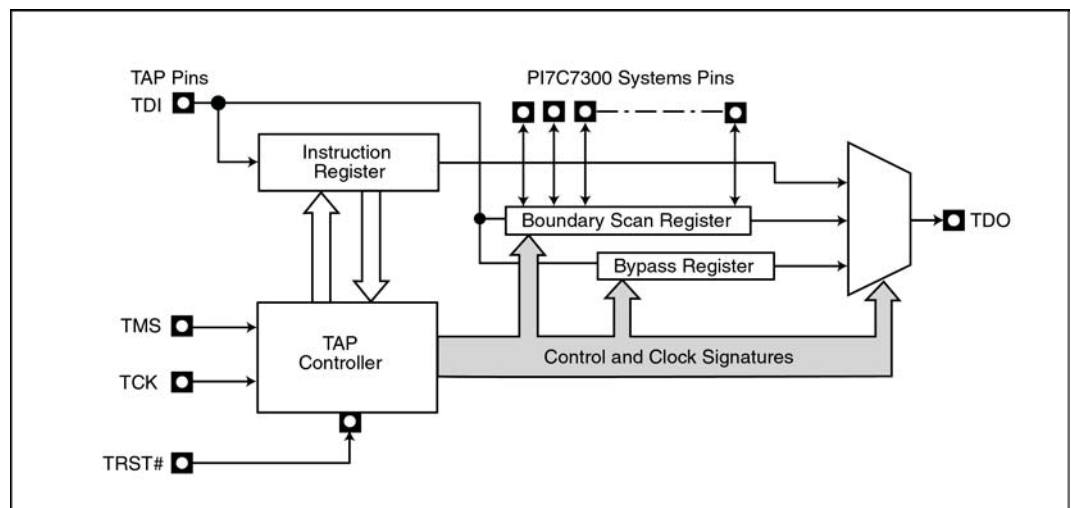 TAP Pins
TDI
PI7C7300 Systems Pins
Instruction
Register
Boundary Scan Register
TDO
Bypass Register
TMS
TAP
Controller
Control and Clock Signatures
TCK
TRST#